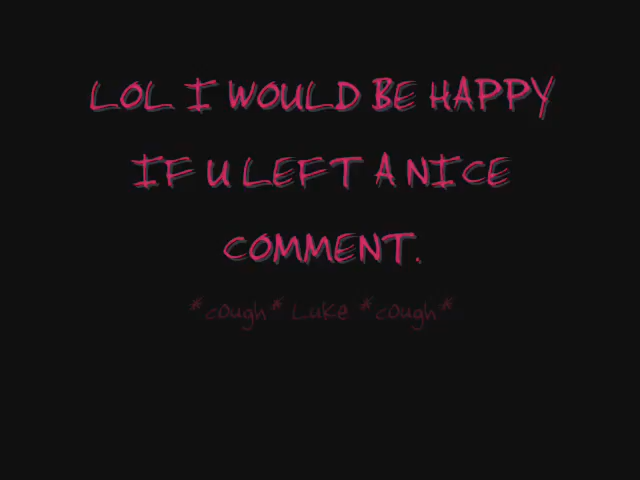 LOL I WOULD BE HAPPY
IF U LEFT A NICE
COMMENT.
*cough* Luke *cough*